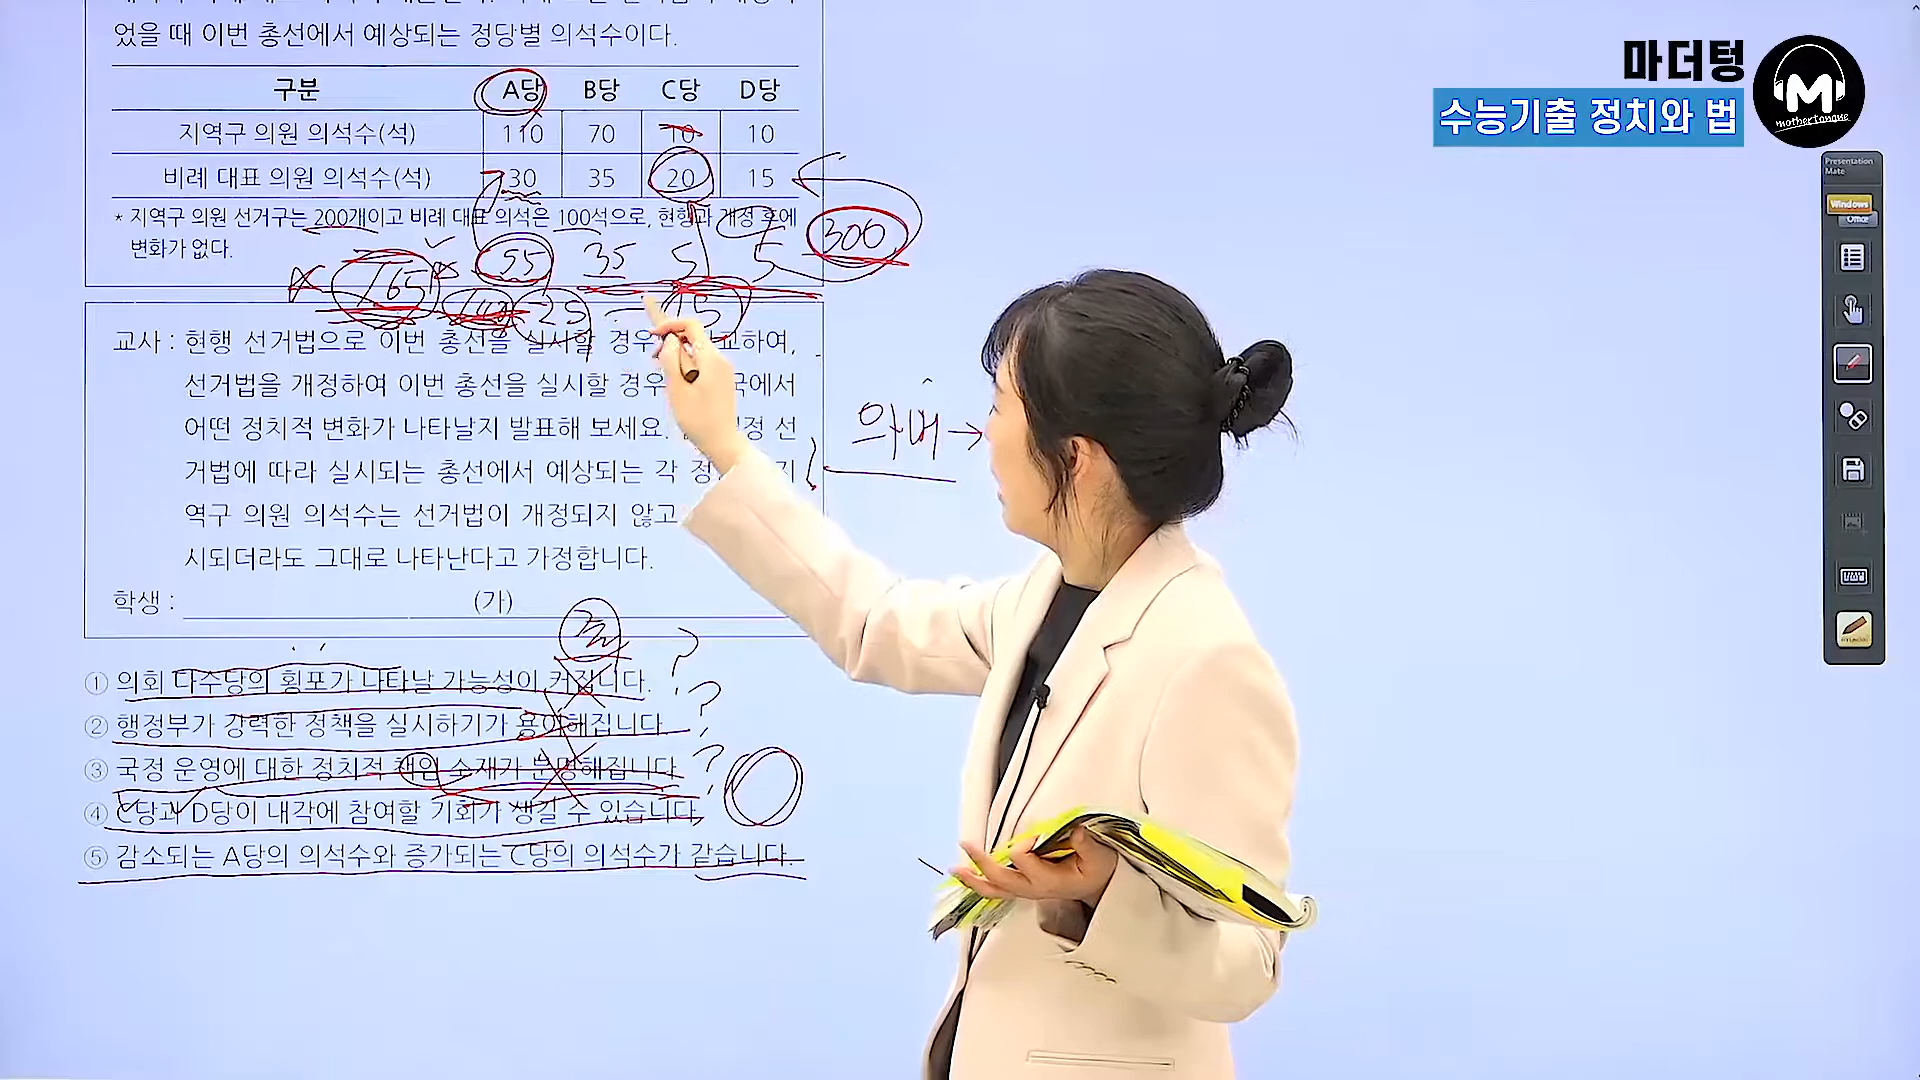 었을 때 이번 총선에서 예상되는 정당별 의석수이다.
구분 A당 B당 C당 D당
지역구 의원 의석수(석) 110 70 10 10
비례 대표 의원 의석수(석) 30 35 20 15
* 지역구 의원 선거구는 200개이고 비례 대표 의석은 100석으로, 현행과 개정 후에
변화가 없다.
55 35 5 5 300
165 140 -25 15
교사 : 현행 선거법으로 이번 총선을 실시할 경우 교하여,
선거법을 개정하여 이번 총선을 실시할 경우 국에서
어떤 정치적 변화가 나타날지 발표해 보세요. 정 선
거법에 따라 실시되는 총선에서 예상되는 각 정 지
역구 의원 의석수는 선거법이 개정되지 않고
시되더라도 그대로 나타난다고 가정합니다.
학생 : (가)
① 의회 다수당의 횡포가 나타날 가능성이 커집니다.
② 행정부가 강력한 정책을 실시하기가 용이해집니다.
③ 국정 운영에 대한 정치적 책임 소재가 분명해집니다.
④ C당과 D당이 내각에 참여할 기회가 생길 수 있습니다.
⑤ 감소되는 A당의 의석수와 증가되는 C당의 의석수가 같습니다.
마더텅
수능기출 정치와 법
M
mothertongue
Presentation
Mate
Windows
Office